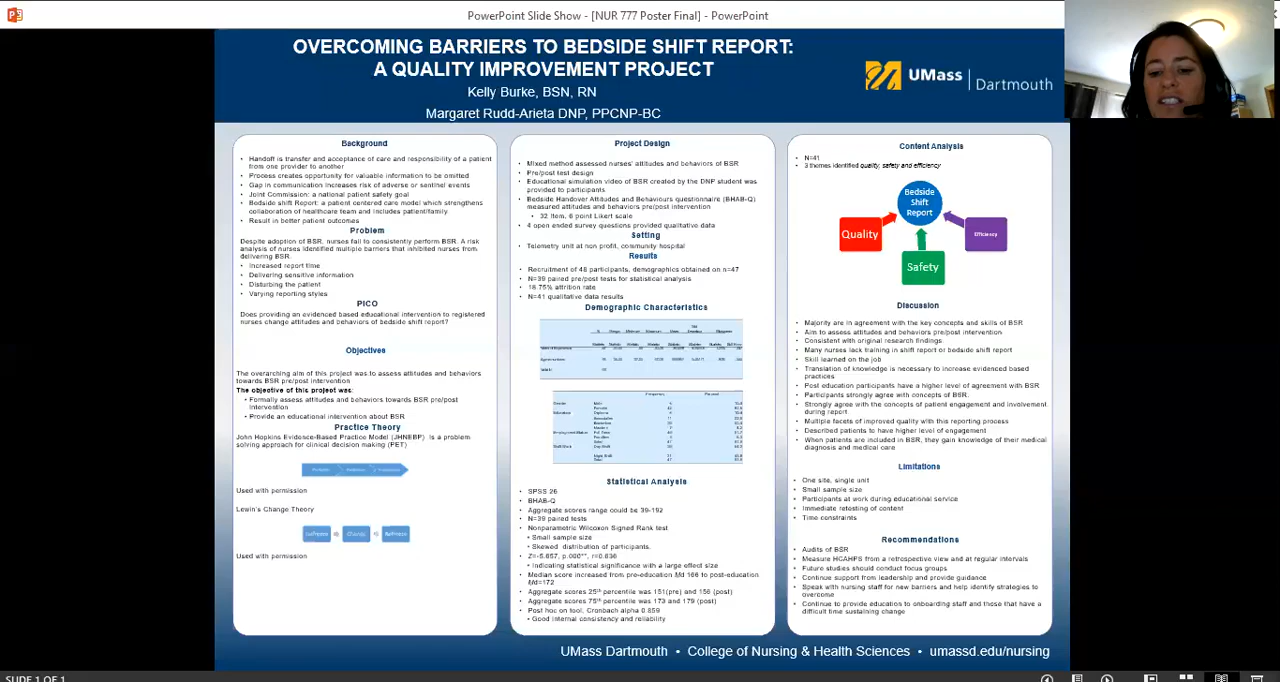 PowerPoint Slide Show - [NUR 777 Poster Final] - PowerPoint
OVERCOMING BARRIERS TO BEDSIDE SHIFT REPORT:
A QUALITY IMPROVEMENT PROJECT
Kelly Burke, BSN, RN
Margaret Rudd-Arieta DNP, PPCNP-BC
UMass | Dartmouth
Background
• Handoff is transfer and acceptance of care and responsibility of a patient
from one provider to another
• Process creates opportunity for valuable information to be omitted
• Gap in communication increases risk of adverse or sentinel events
• Joint Commission: a national patient safety goal
• Bedside shift Report: a patient centered care model which strengthens
collaboration of healthcare team and includes patient/family
• Result in better patient outcomes
Problem
Despite adoption of BSR, nurses fail to consistently perform BSR. A risk
analysis of nurses identified multiple barriers that inhibited nurses from
delivering BSR.
• Increased report time
• Delivering sensitive information
• Disturbing the patient
• Varying reporting styles
PICO
Does providing an evidenced based educational intervention to registered
nurses change attitudes and behaviors of bedside shift report?
Objectives
The overarching aim of this project was to assess attitudes and behaviors
towards BSR pre/post intervention
The objective of this project was:
• Formally assess attitudes and behaviors towards BSR pre/post
intervention
• Provide an educational intervention about BSR
Practice Theory
John Hopkins Evidence-Based Practice Model (JHNEBP) is a problem
solving approach for clinical decision making (PET)
Used with permission
Lewin's Change Theory
Unfreeze
Change
Refreeze
Used with permission
Project Design
• Mixed method assessed nurses' attitudes and behaviors of BSR
• Pre/post test design
• Educational simulation video of BSR created by the DNP student was
provided to participants
• Bedside Handover Attitudes and Behaviours questionnaire (BHAB-Q)
measured attitudes and behaviors pre/post intervention
• 32 item, 6 point Likert scale
• 4 open ended survey questions provided qualitative data
Setting
• Telemetry unit at non profit, community hospital
Results
• Recruitment of 48 participants, demographics obtained on n=47
• N=39 paired pre/post tests for statistical analysis
• 18.75% attrition rate
• N=41 qualitative data results
Demographic Characteristics
Statistical Analysis
• SPSS 26
• BHAB-Q
• Aggregate scores range could be 39-192
• N=39 paired tests
• Nonparametric Wilcoxon Signed Rank test
• Small sample size
• Skewed distribution of participants.
• Z=-5.657, p.000**, r=0.636
• Indicating statistical significance with a large effect size
• Median score increased from pre-education Md 166 to post-education
Md=172
• Aggregate scores 25th percentile was 151(pre) and 156 (post)
• Aggregate scores 75th percentile was 173 and 179 (post)
• Post hoc on tool, Cronbach alpha 0.859
• Good internal consistency and reliability
Content Analysis
• N=41
• 3 themes identified quality, safety and efficiency
Bedside
Shift
Report
Quality
Efficiency
Safety
Discussion
• Majority are in agreement with the key concepts and skills of BSR
• Aim to assess attitudes and behaviors pre/post intervention
• Consistent with original research findings
• Many nurses lack training in shift report or bedside shift report
• Skill learned on the job
• Translation of knowledge is necessary to increase evidenced based
practices
• Post education participants have a higher level of agreement with BSR
• Participants strongly agree with concepts of BSR.
• Strongly agree with the concepts of patient engagement and involvement
during report
• Multiple facets of improved quality with this reporting process
• Described patients to have higher level of engagement
• When patients are included in BSR, they gain knowledge of their medical
diagnosis and medical care
Limitations
• One site, single unit
• Small sample size
• Participants at work during educational service
• Immediate retesting of content
• Time constraints
Recommendations
• Audits of BSR
• Measure HCAHPS from a retrospective view and at regular intervals
• Future studies should conduct focus groups
• Continue support from leadership and provide guidance
• Speak with nursing staff for new barriers and help identify strategies to
overcome
• Continue to provide education to onboarding staff and those that have a
difficult time sustaining change
UMass Dartmouth • College of Nursing & Health Sciences • umassd.edu/nursing
SLIDE 1 OF 1